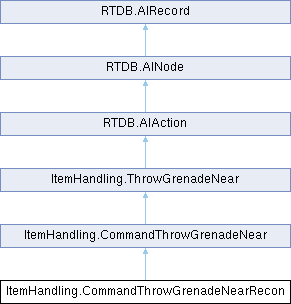 RTDB.AIRecord
RTDB.AINode
RTDB.AIAction
ItemHandling.ThrowGrenadeNear
ItemHandling.CommandThrowGrenadeNear
ItemHandling.CommandThrowGrenadeNearRecon